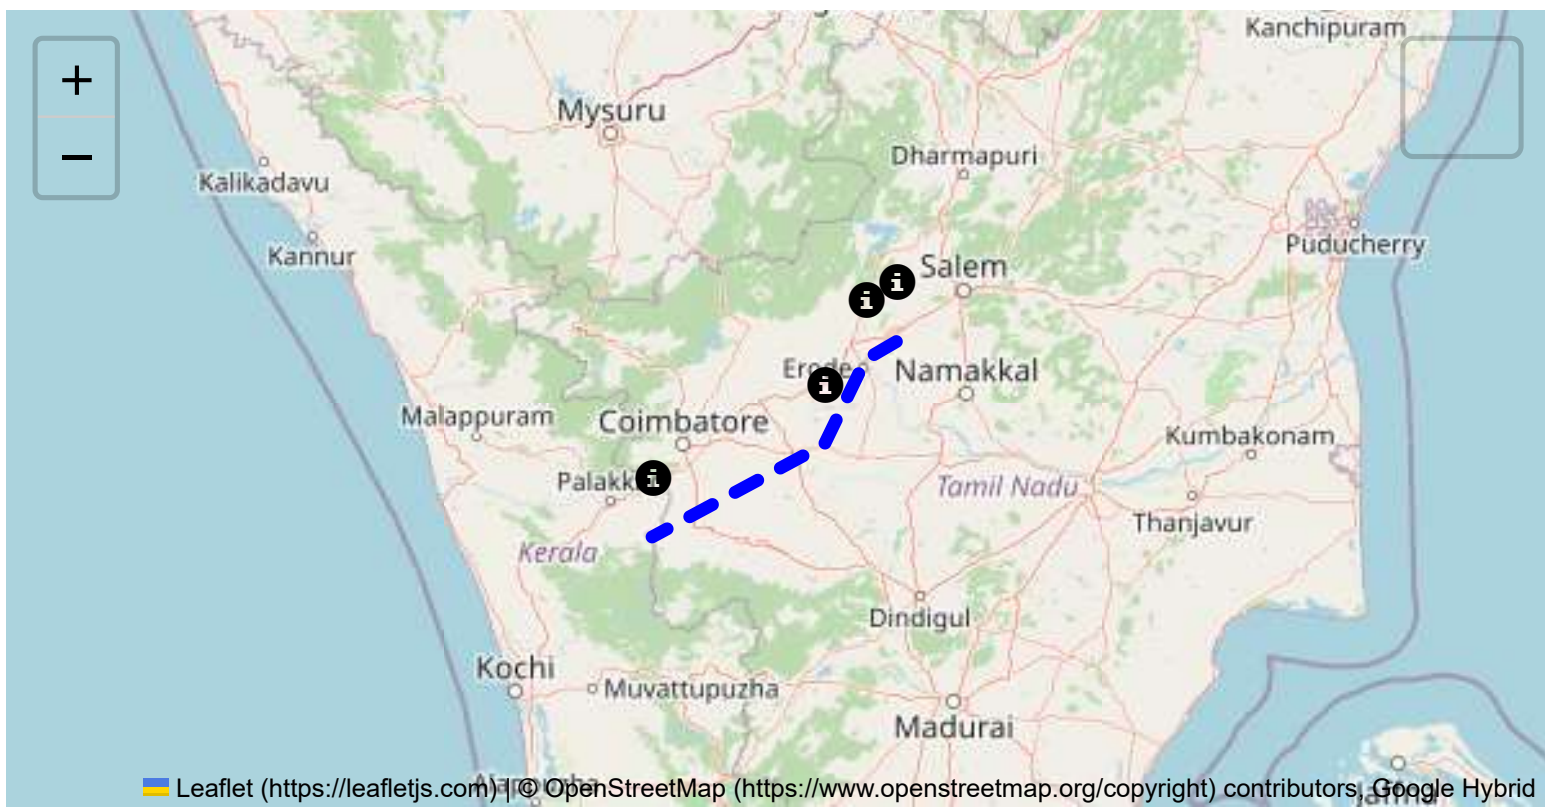 Kanchipuram
+
Mysuru
Dharmapuri
−
Kalikadavu
Kannur
Puducherry
Salem
i
i
Namakkal
i
Malappuram
Coimbatore
Kumbakonam
i
Tamil Nadu
Thanjavur
Kerala
Dindigul
Kochi
Muvattupuzha
Madurai
Leaflet (https://leafletjs.com) | © OpenStreetMap (https://www.openstreetmap.org/copyright) contributors, Google Hybrid